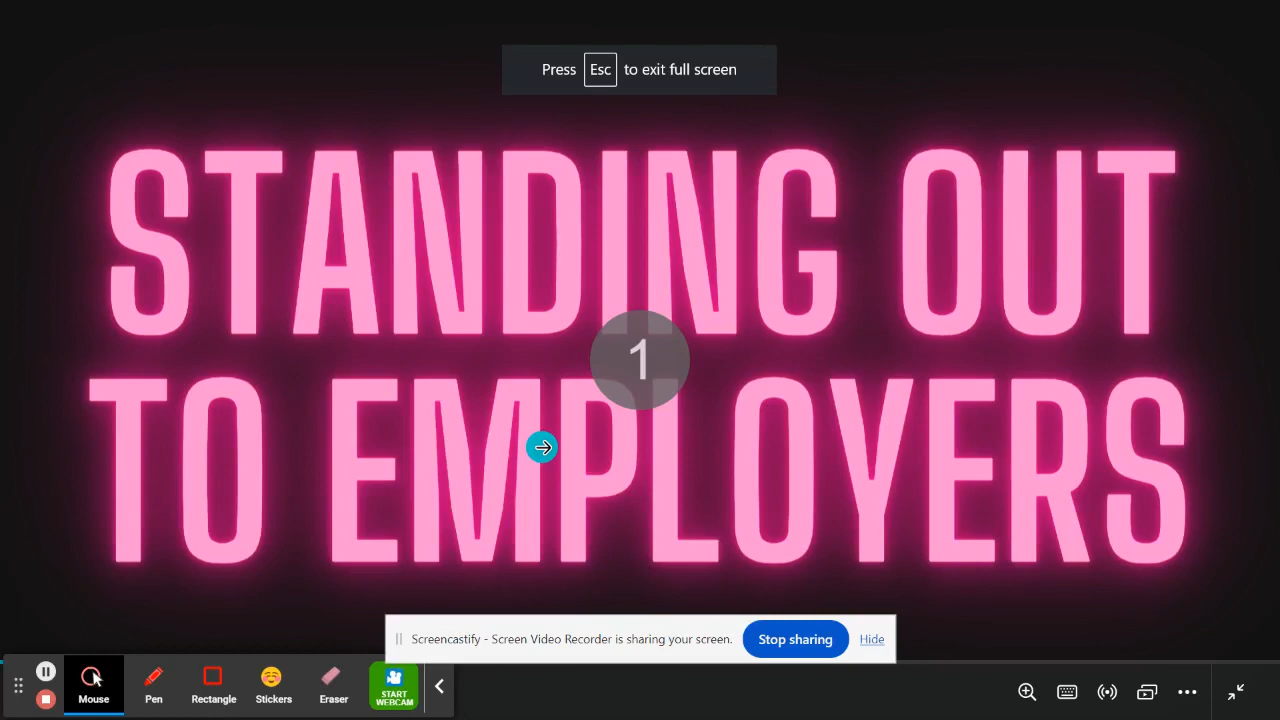 Press Esc to exit full screen
STANDING OUT
1
TO EMPLOYERS
Screencastify - Screen Video Recorder is sharing your screen. Stop sharing Hide
Mouse Pen Rectangle Stickers Eraser START
WEBCAM